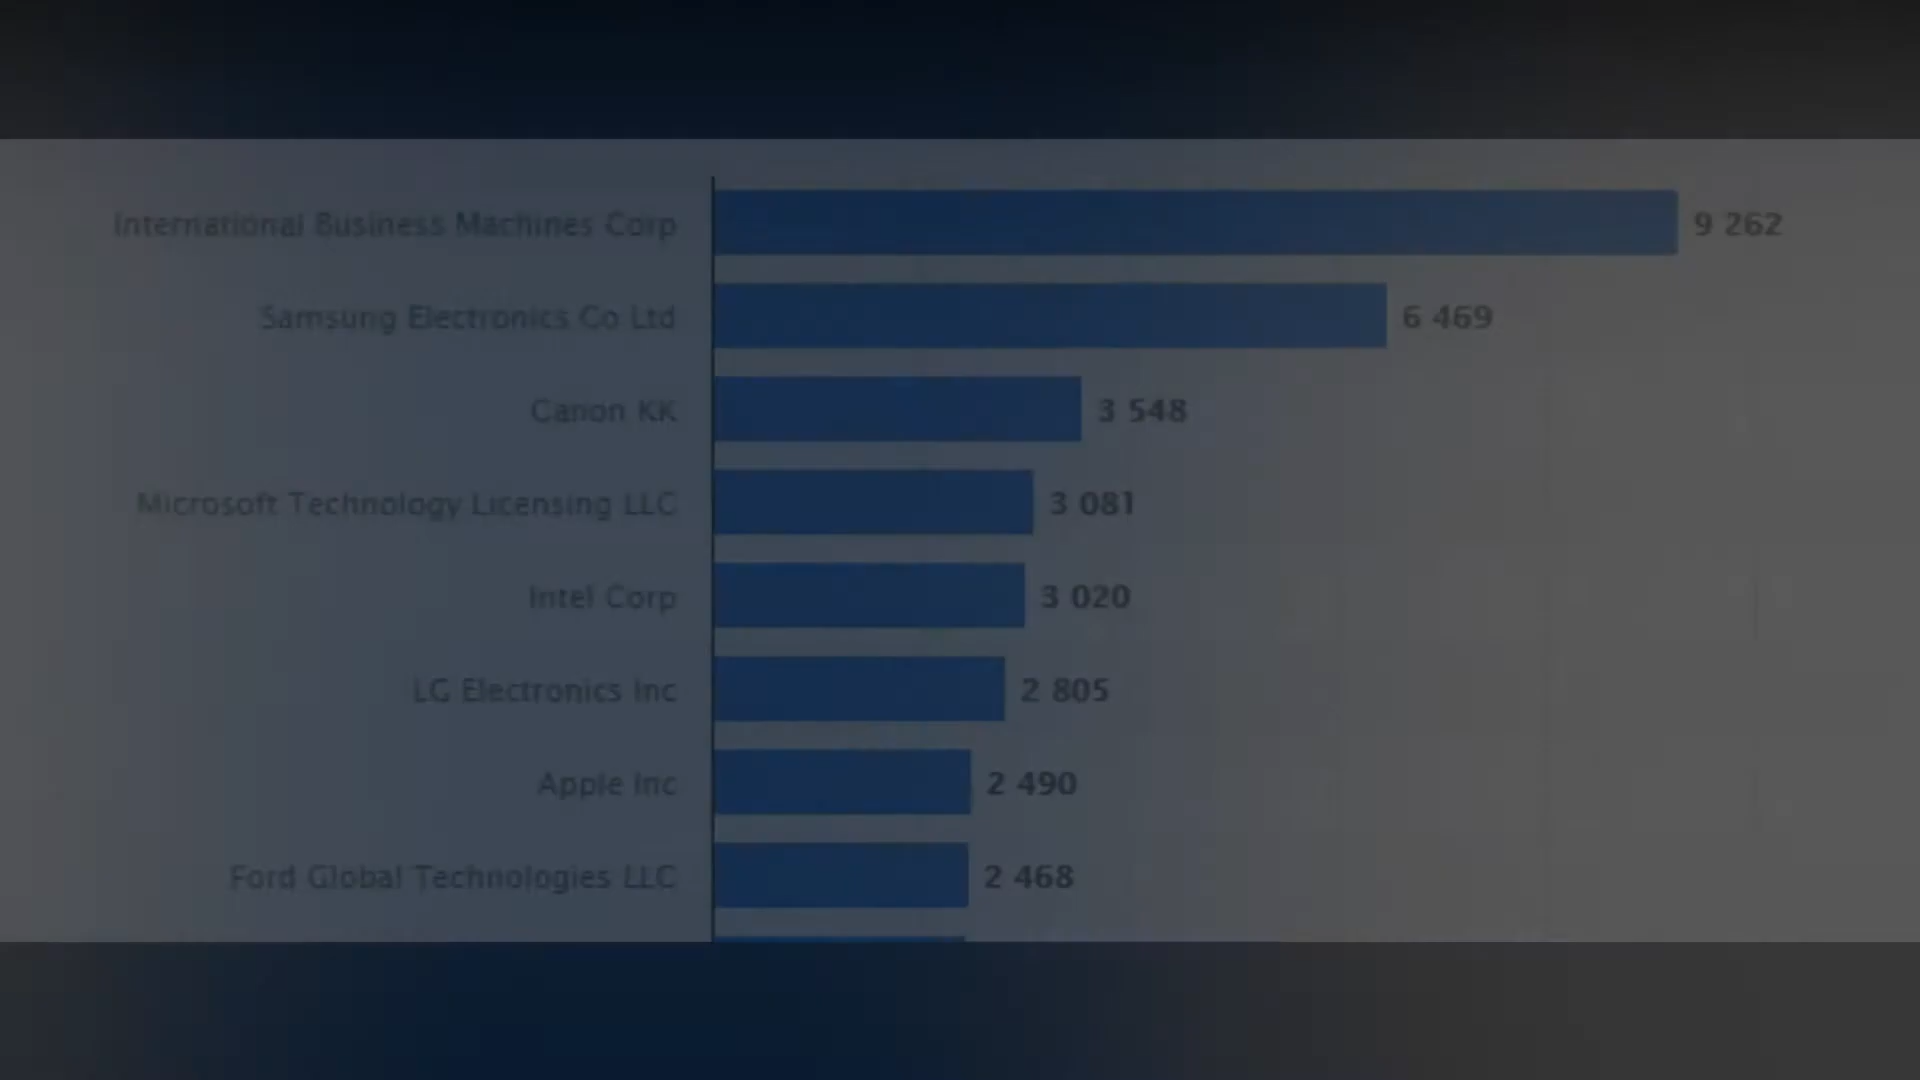 International Business Machines Corp 9 262
Samsung Electronics Co Ltd 6 469
Canon KK 3 548
Microsoft Technology Licensing LLC 3 081
Intel Corp 3 020
LG Electronics Inc 2 805
Apple Inc 2 490
Ford Global Technologies LLC 2 468